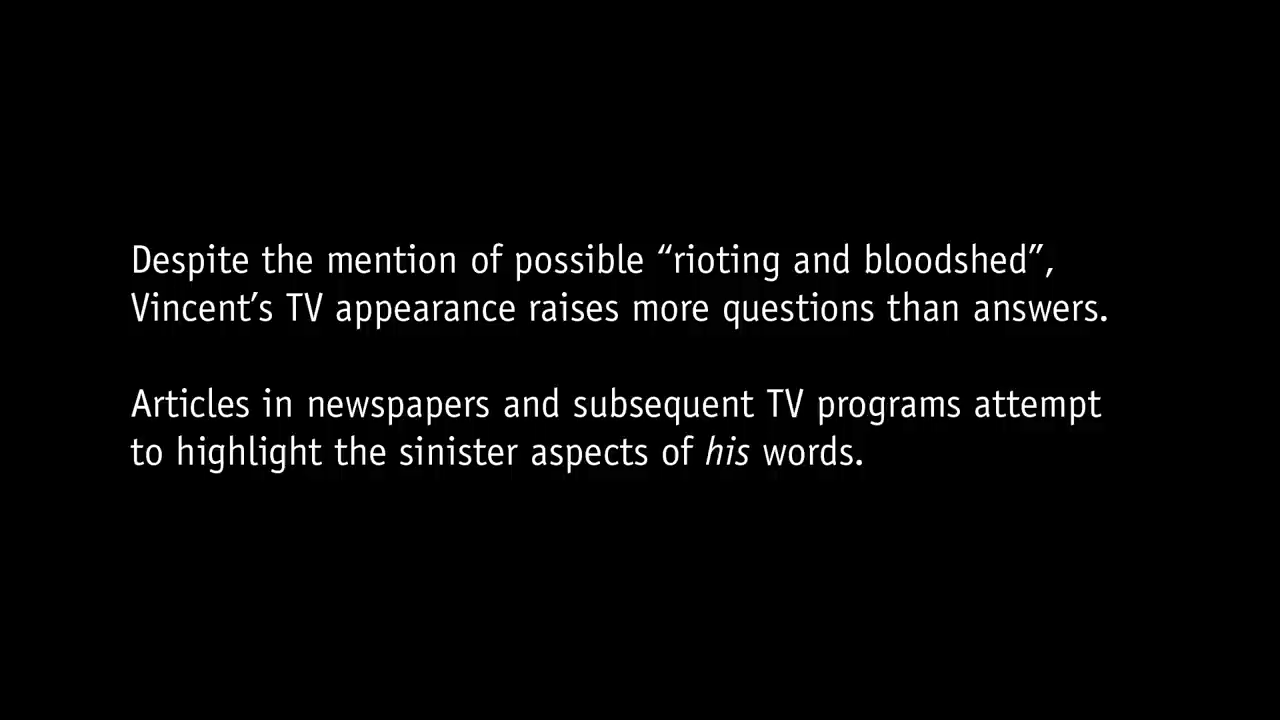 Despite the mention of possible “rioting and bloodshed”,
Vincent’s TV appearance raises more questions than answers.
Articles in newspapers and subsequent TV programs attempt
to highlight the sinister aspects of his words.